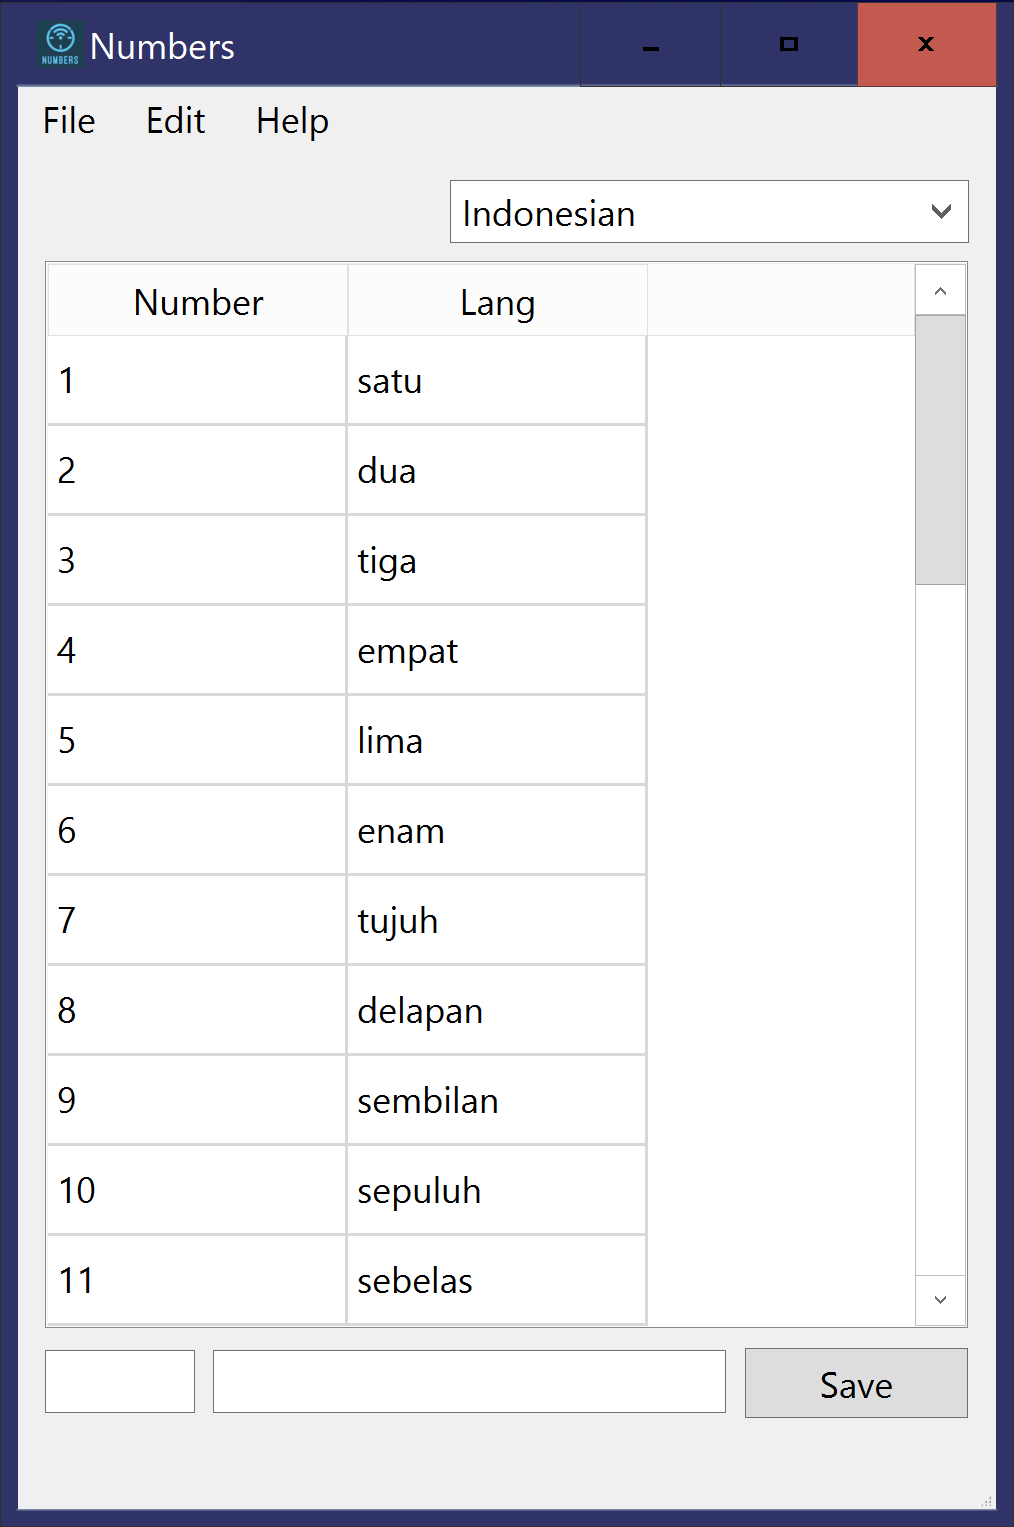 NUMBERS
Numbers
File Edit Help
Indonesian
Number Lang
1 satu
2 dua
3 tiga
4 empat
5 lima
6 enam
7 tujuh
8 delapan
9 sembilan
10 sepuluh
11 sebelas
Save